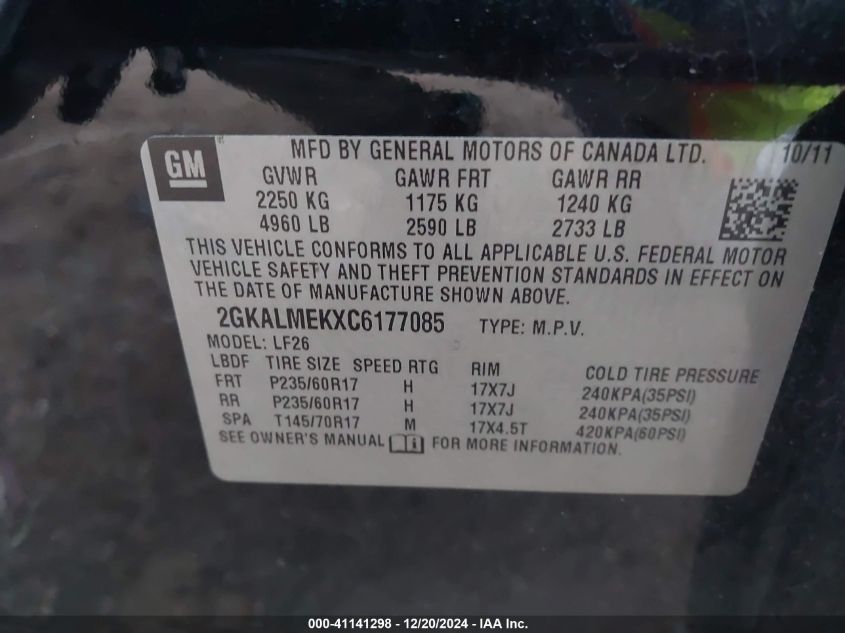 GM
MFD BY GENERAL MOTORS OF CANADA LTD. 10/11
GVWR GAWR FRT GAWR RR
2250 KG 1175 KG 1240 KG
4960 LB 2590 LB 2733 LB
THIS VEHICLE CONFORMS TO ALL APPLICABLE U.S. FEDERAL MOTOR
VEHICLE SAFETY AND THEFT PREVENTION STANDARDS IN EFFECT ON
THE DATE OF MANUFACTURE SHOWN ABOVE.
2GKALMEKXC6177085 TYPE: M.P.V.
MODEL: LF26
LBDF TIRE SIZE SPEED RTG RIM COLD TIRE PRESSURE
FRT P235/60R17 H 17X7J 240KPA(35PSI)
RR P235/60R17 H 17X7J 240KPA(35PSI)
SPA T145/70R17 M 17X4.5T 420KPA(60PSI)
SEE OWNER'S MANUAL FOR MORE INFORMATION.
000-41141298 - 12/20/2024 - IAA Inc.